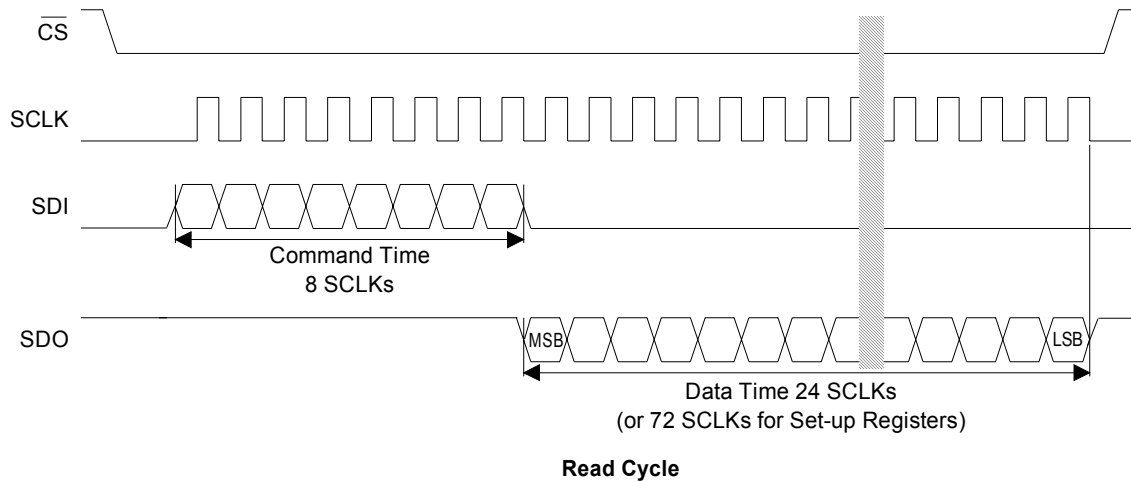 CS
SCLK
SDI
Command Time
8 SCLKs
SDO
MSB
LSB
Data Time 24 SCLKs
(or 72 SCLKs for Set-up Registers)
Read Cycle